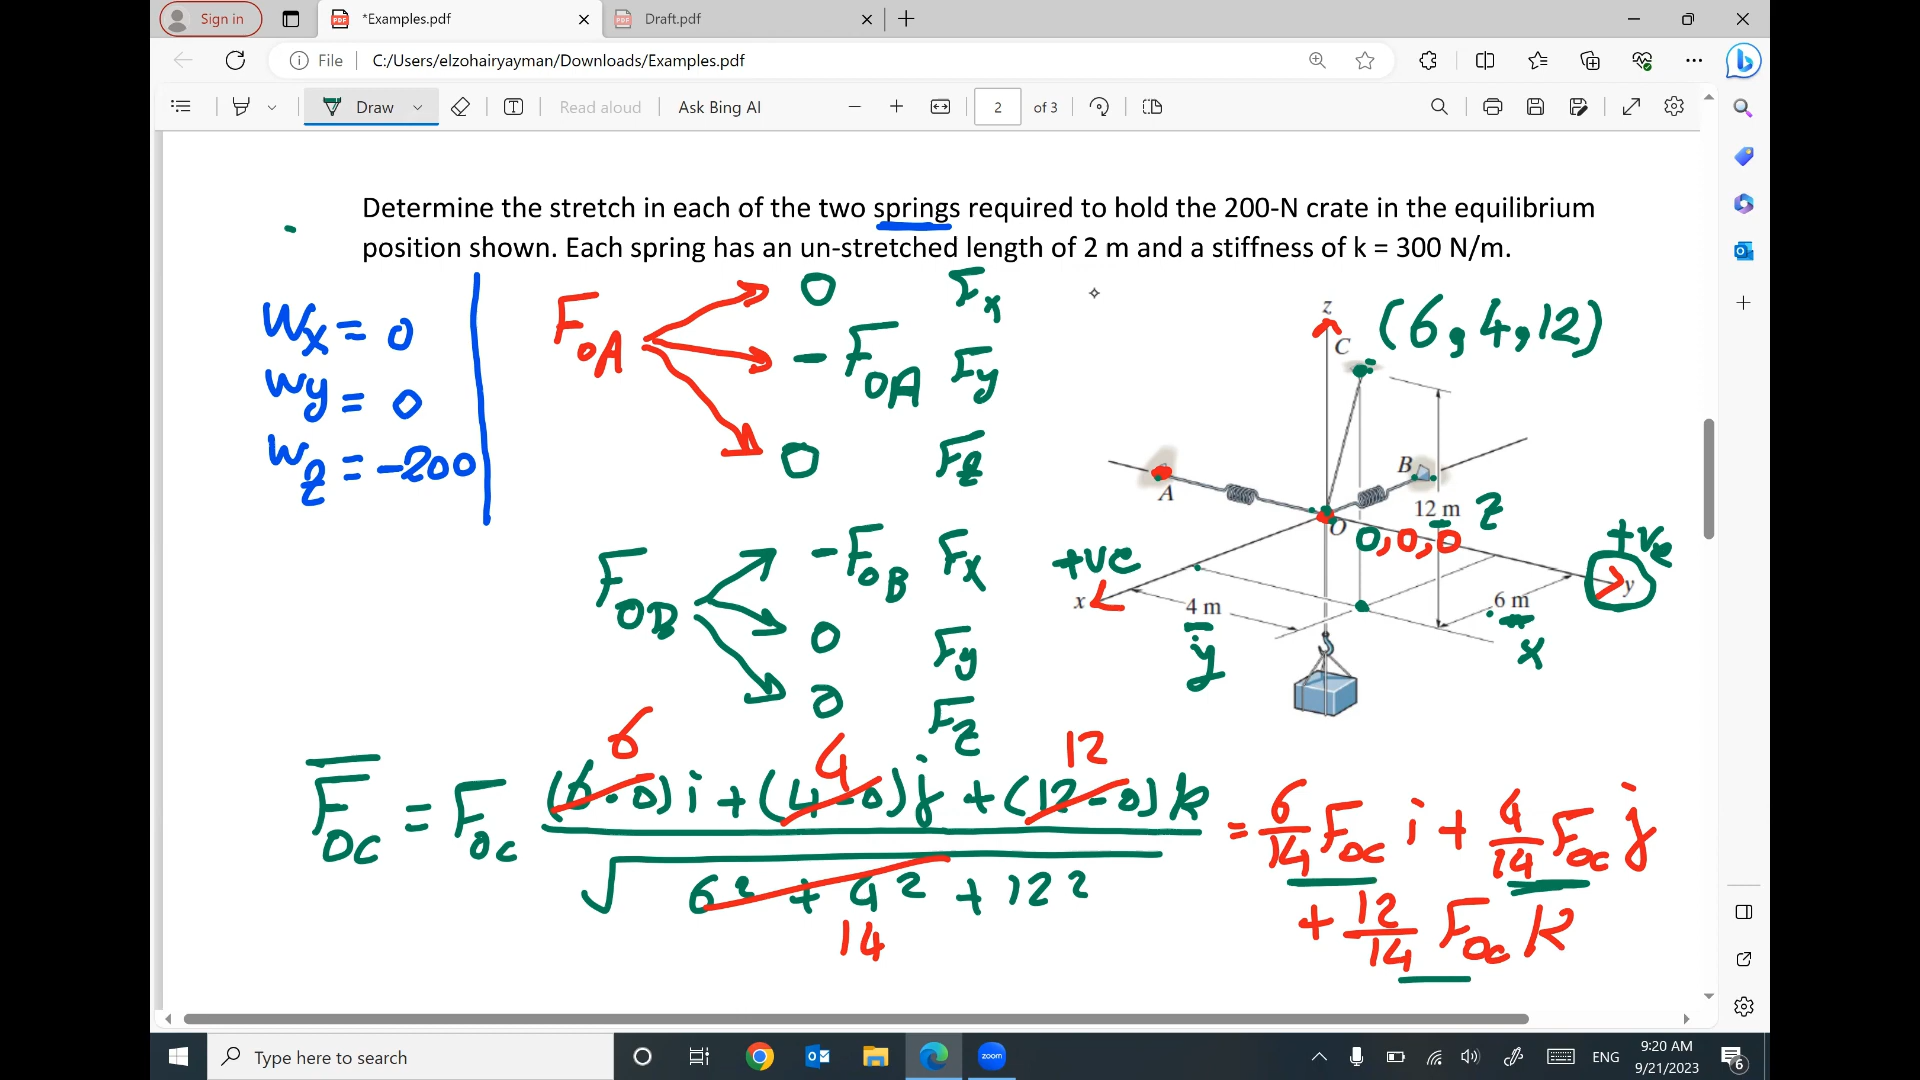 Sign in
*Examples.pdf
Draft.pdf
File
C:/Users/elzohairyayman/Downloads/Examples.pdf
Draw
Read aloud
Ask Bing AI
2
of 3
Determine the stretch in each of the two springs required to hold the 200-N crate in the equilibrium
position shown. Each spring has an un-stretched length of 2 m and a stiffness of k = 300 N/m.
Wx = 0
Wy = 0
Wz = -200
FOA
0 Fx
- FOA Fy
0 Fz
FOB
- FOB Fx
0 Fy
0 Fz
z
C
(6, 4, 12)
A
B
12 m
z
O
0,0,0
+ve
+ve
x
y
4 m
y
6 m
x
6
4
12
FOC = FOC (6-0)i + (4-0)j + (12-0)k
√ 6² + 4² + 12²
14
= 6/14 FOC i + 4/14 FOC j
+ 12/14 FOC k
Type here to search
zoom
ENG
9:20 AM
9/21/2023
6